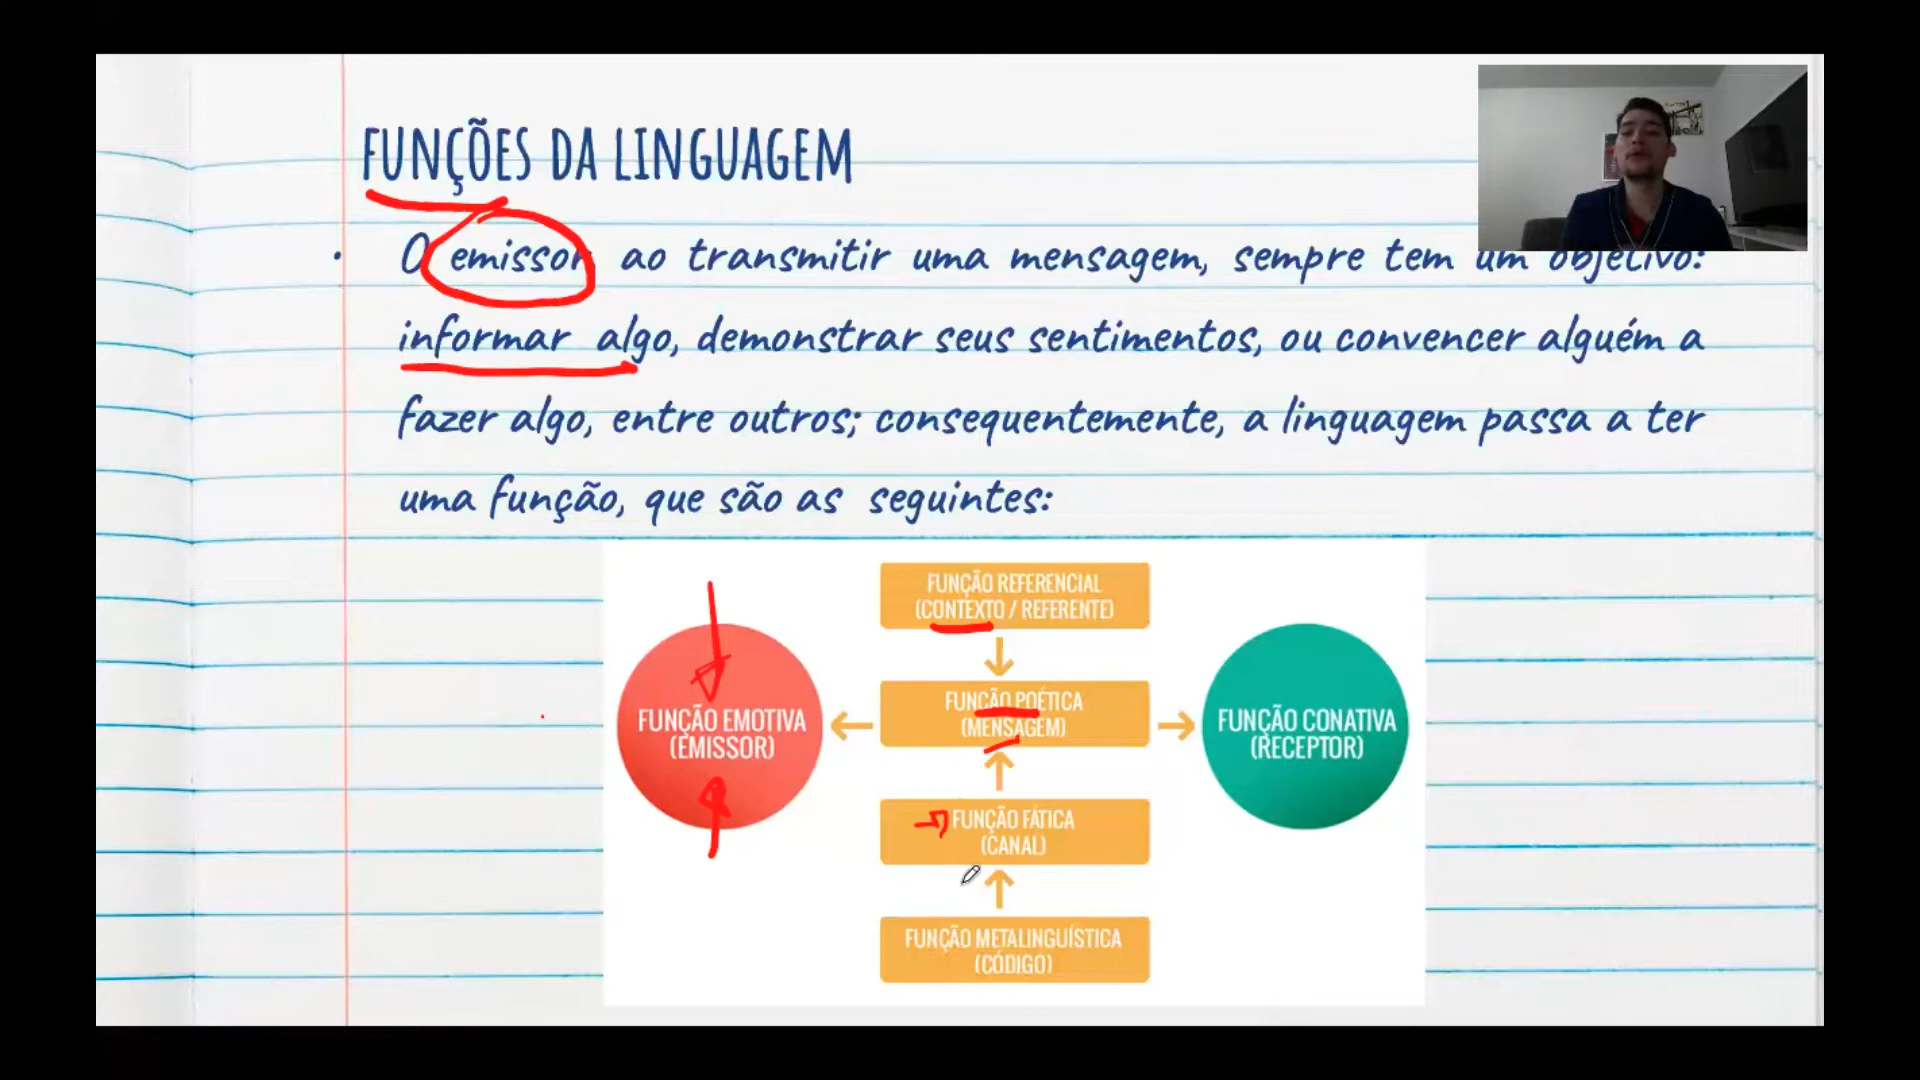 FUNÇÕES DA LINGUAGEM
• O emissor ao transmitir uma mensagem, sempre tem um objetivo:
informar algo, demonstrar seus sentimentos, ou convencer alguém a
fazer algo, entre outros; consequentemente, a linguagem passa a ter
uma função, que são as seguintes:
FUNÇÃO REFERENCIAL
(CONTEXTO / REFERENTE)
FUNÇÃO EMOTIVA
(EMISSOR)
FUNÇÃO POÉTICA
(MENSAGEM)
FUNÇÃO CONATIVA
(RECEPTOR)
FUNÇÃO FÁTICA
(CANAL)
FUNÇÃO METALINGUÍSTICA
(CÓDIGO)